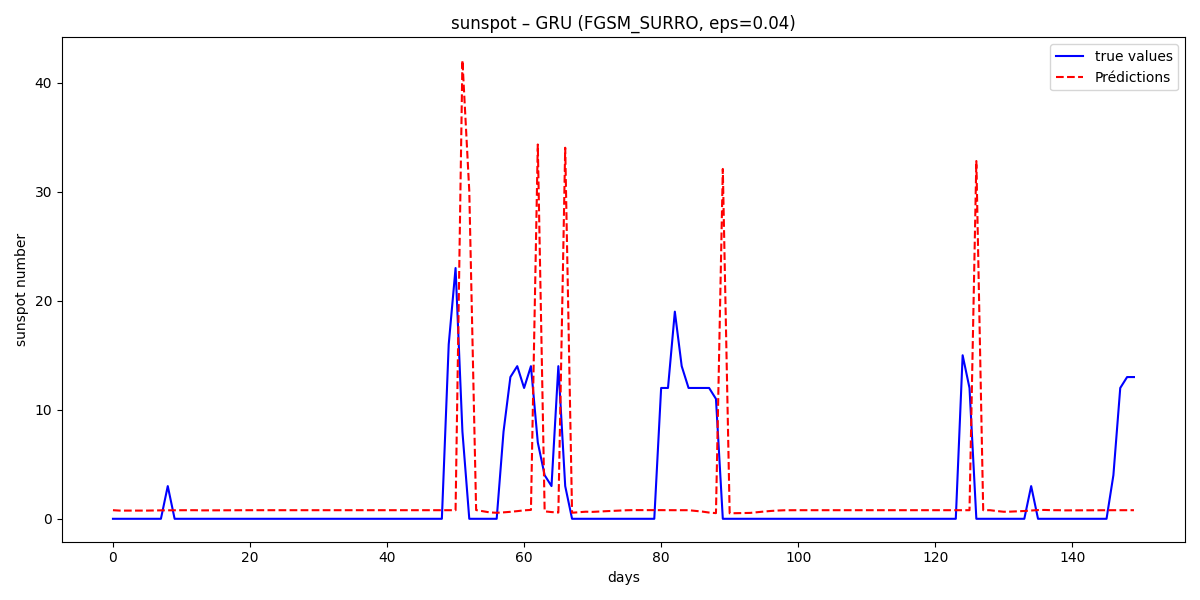 sunspot – GRU (FGSM_SURRO, eps=0.04)
true values
Prédictions
sunspot number
40
30
20
10
0
0 20 40 60 80 100 120 140
days